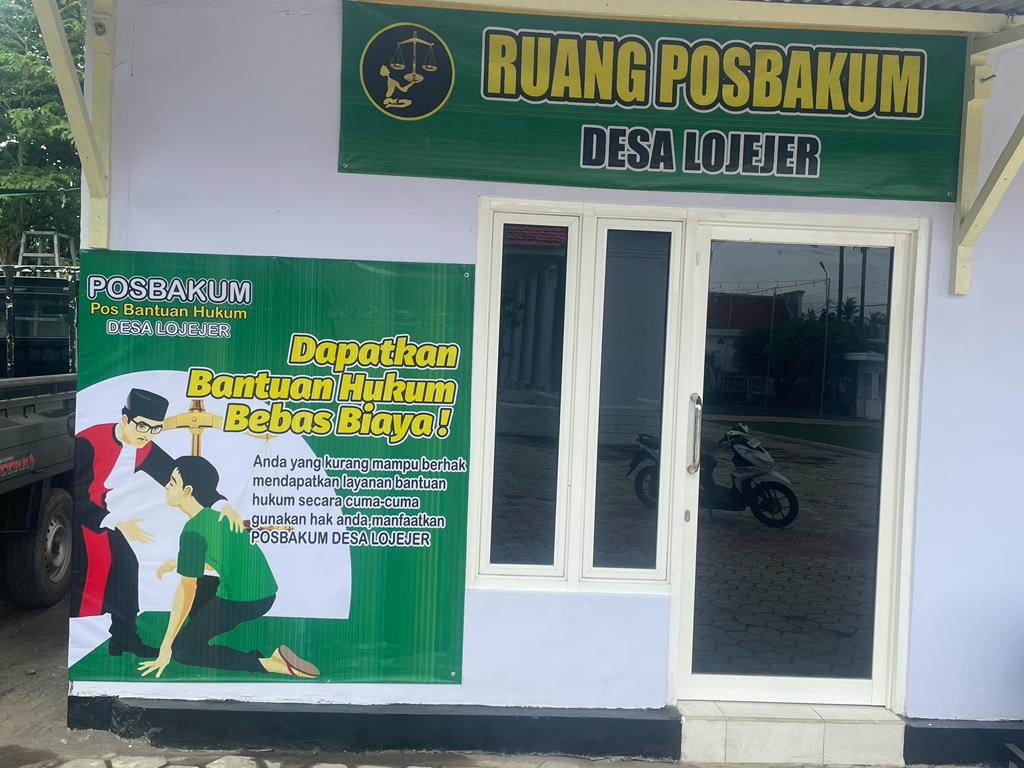 RUANG POSBAKUM
DESA LOJEJER
POSBAKUM
Pos Bantuan Hukum
DESA LOJEJER
Dapatkan
Bantuan Hukum
Bebas Biaya !
Anda yang kurang mampu berhak
mendapatkan layanan bantuan
hukum secara cuma-cuma
gunakan hak anda,manfaatkan
POSBAKUM DESA LOJEJER